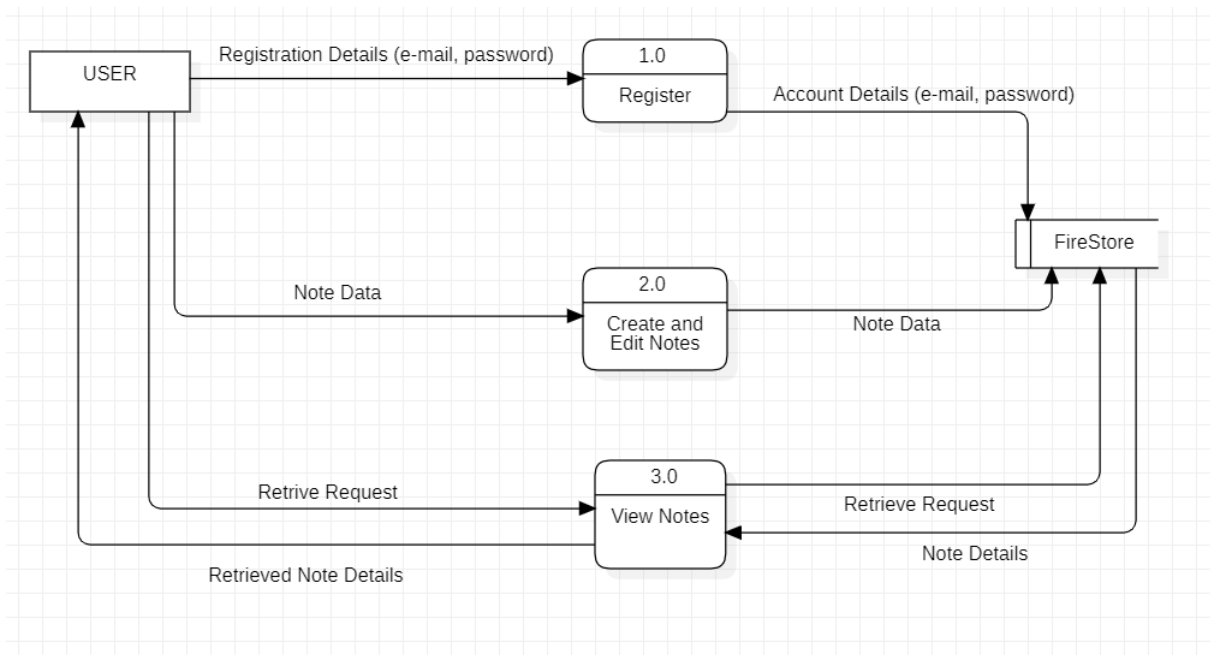 USER
Registration Details (e-mail, password)
1.0
Register
Account Details (e-mail, password)
FireStore
Note Data
2.0
Create and
Edit Notes
Note Data
Retrive Request
3.0
View Notes
Retrieve Request
Note Details
Retrieved Note Details